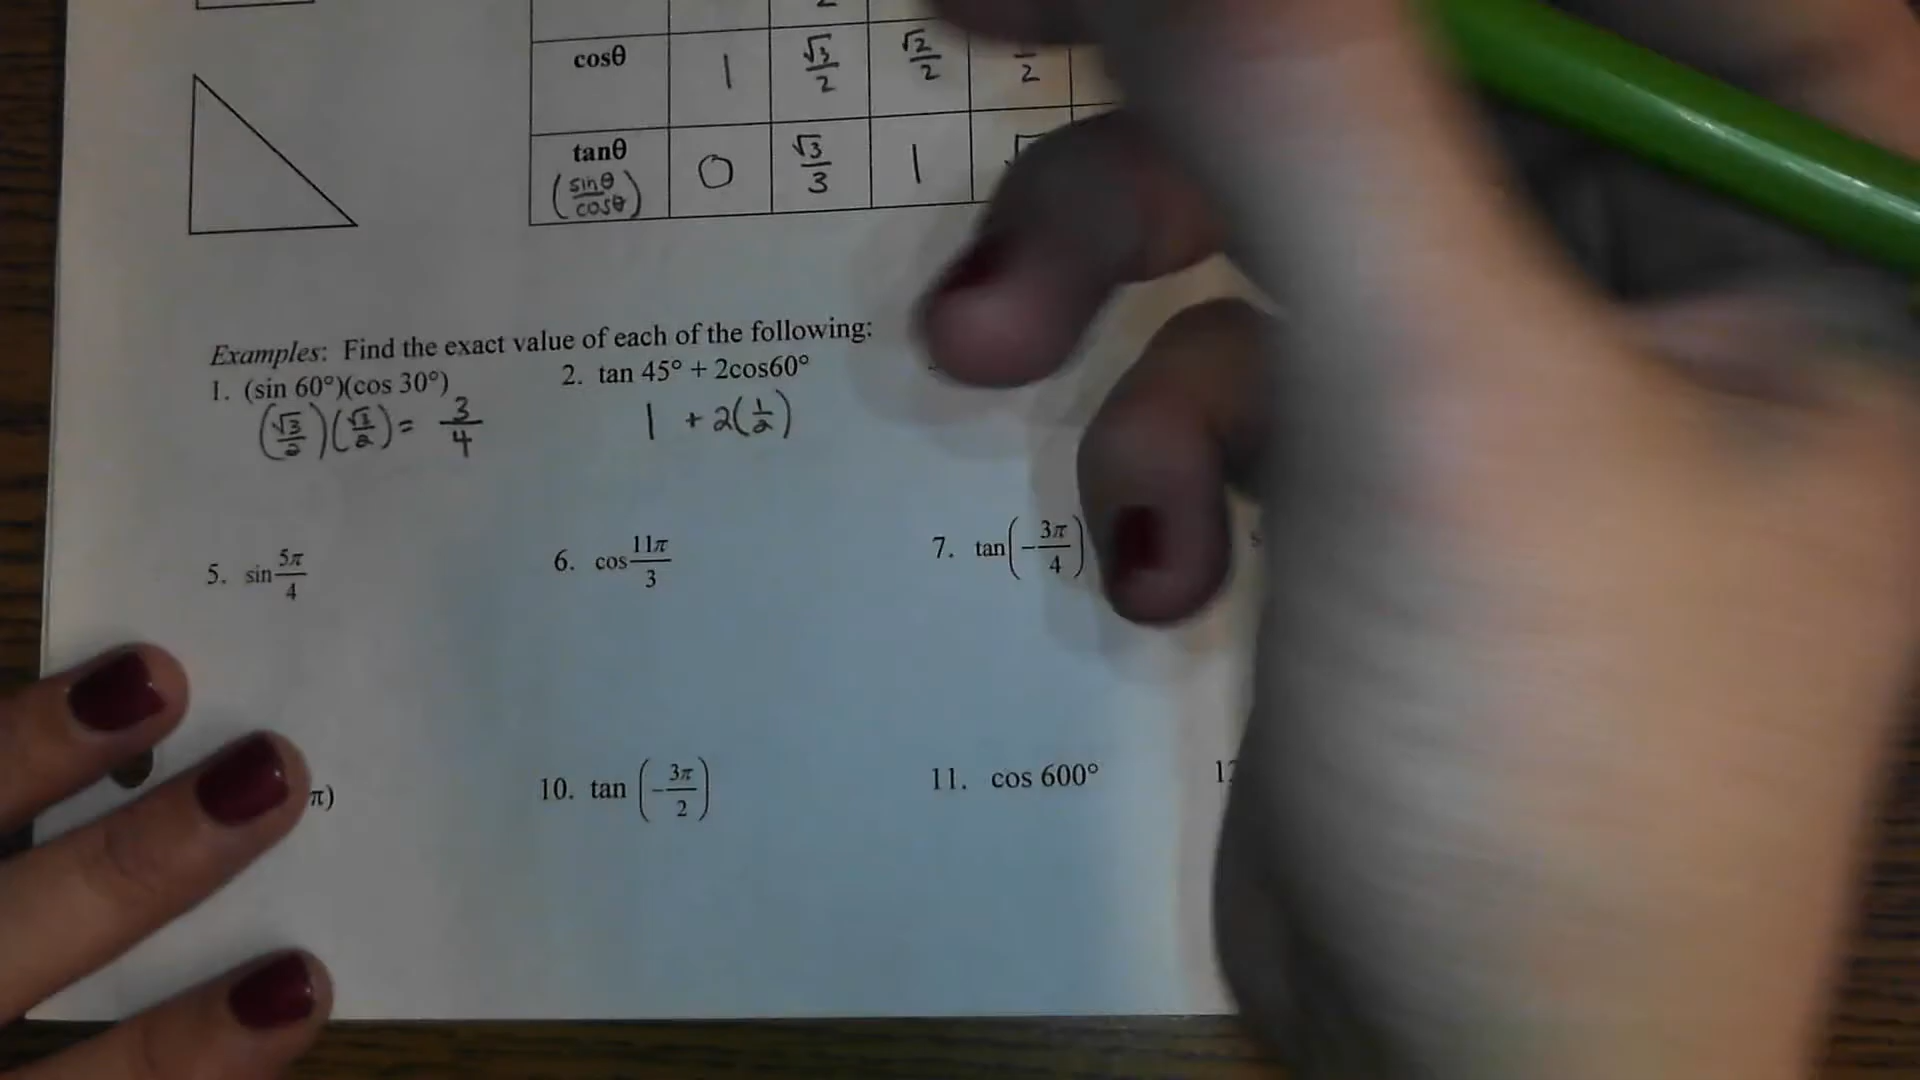 2
cosθ 1 √3/2 √2/2 /2
tanθ 0 √3/3 1 √
(sinθ/cosθ)
Examples: Find the exact value of each of the following:
1. (sin 60°)(cos 30°) 2. tan 45° + 2cos60°
(√3/2)(√3/2) = 3/4 1 + 2(1/2)
5. sin 5π/4 6. cos 11π/3 7. tan(-3π/4) s
π) 10. tan (-3π/2) 11. cos 600° 12